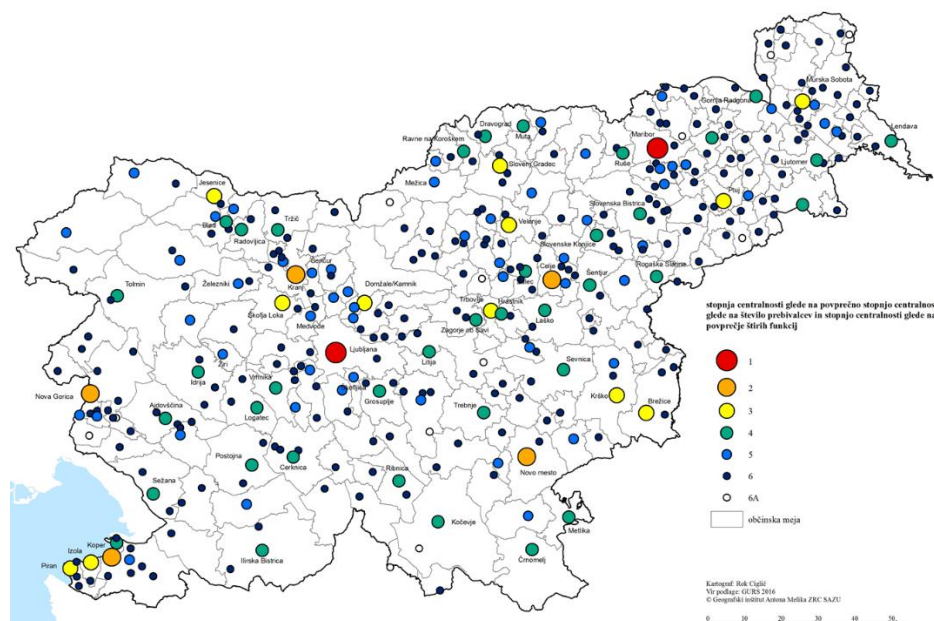 Murska Sobota
Gornja Radgona
Dravograd
Muta
Lendava
Ravne na Koroškem
Maribor
Ruše
Ljutomer
Slovenj Gradec
Mežica
Jesenice
Ptuj
Slovenska Bistrica
Bled
Tržič
Radovljica
Velenje
Slovenske Konjice
Šenčur
Celje
Šentjur
Rogaška Slatina
Tolmin
Železniki
Kranj
Domžale/Kamnik
Škofja Loka
Trbovlje
Hrastnik
Medvode
Zagorje ob Savi
Laško
Ljubljana
Litija
Sevnica
Žiri
Idrija
Vrhnika
Škofljica
Grosuplje
Krško
Brežice
Nova Gorica
Ajdovščina
Logatec
Trebnje
Postojna
Cerknica
Novo mesto
Ribnica
Sežana
Kočevje
Metlika
Koper
Izola
Piran
Ilirska Bistrica
Črnomelj
stopnja centralnosti glede na povprečno stopnjo centralnos
glede na število prebivalcev in stopnjo centralnosti glede na
povprečje štirih funkcij
1
2
3
4
5
6
6A
občinska meja
Kartograf: Rok Ciglič
Vir podlage: GURS 2016
© Geografski inštitut Antona Melika ZRC SAZU
0 10 20 30 40 50